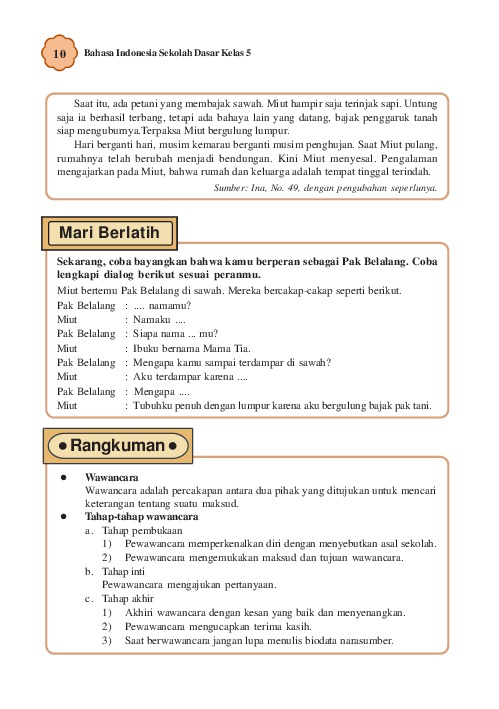 10 Bahasa Indonesia Sekolah Dasar Kelas 5
Saat itu, ada petani yang membajak sawah. Miut hampir saja terinjak sapi. Untung
saja ia berhasil terbang, tetapi ada bahaya lain yang datang, bajak penggaruk tanah
siap mengubumya.Terpaksa Miut bergulung lumpur.
Hari berganti hari, musim kemarau berganti musim penghujan. Saat Miut pulang,
rumahnya telah berubah menjadi bendungan. Kini Miut menyesal. Pengalaman
mengajarkan pada Miut, bahwa rumah dan keluarga adalah tempat tinggal terindah.
Sumber: Ina, No. 49, dengan pengubahan seperlunya.
Mari Berlatih
Sekarang, coba bayangkan bahwa kamu berperan sebagai Pak Belalang. Coba
lengkapi dialog berikut sesuai peranmu.
Miut bertemu Pak Belalang di sawah. Mereka bercakap-cakap seperti berikut.
Pak Belalang : .... namamu?
Miut : Namaku ....
Pak Belalang : Siapa nama ... mu?
Miut : Ibuku bernama Mama Tia.
Pak Belalang : Mengapa kamu sampai terdampar di sawah?
Miut : Aku terdampar karena ....
Pak Belalang : Mengapa ....
Miut : Tubuhku penuh dengan lumpur karena aku bergulung bajak pak tani.
● Rangkuman ●
● Wawancara
Wawancara adalah percakapan antara dua pihak yang ditujukan untuk mencari
keterangan tentang suatu maksud.
● Tahap-tahap wawancara
a. Tahap pembukaan
1) Pewawancara memperkenalkan diri dengan menyebutkan asal sekolah.
2) Pewawancara mengemukakan maksud dan tujuan wawancara.
b. Tahap inti
Pewawancara mengajukan pertanyaan.
c. Tahap akhir
1) Akhiri wawancara dengan kesan yang baik dan menyenangkan.
2) Pewawancara mengucapkan terima kasih.
3) Saat berwawancara jangan lupa menulis biodata narasumber.